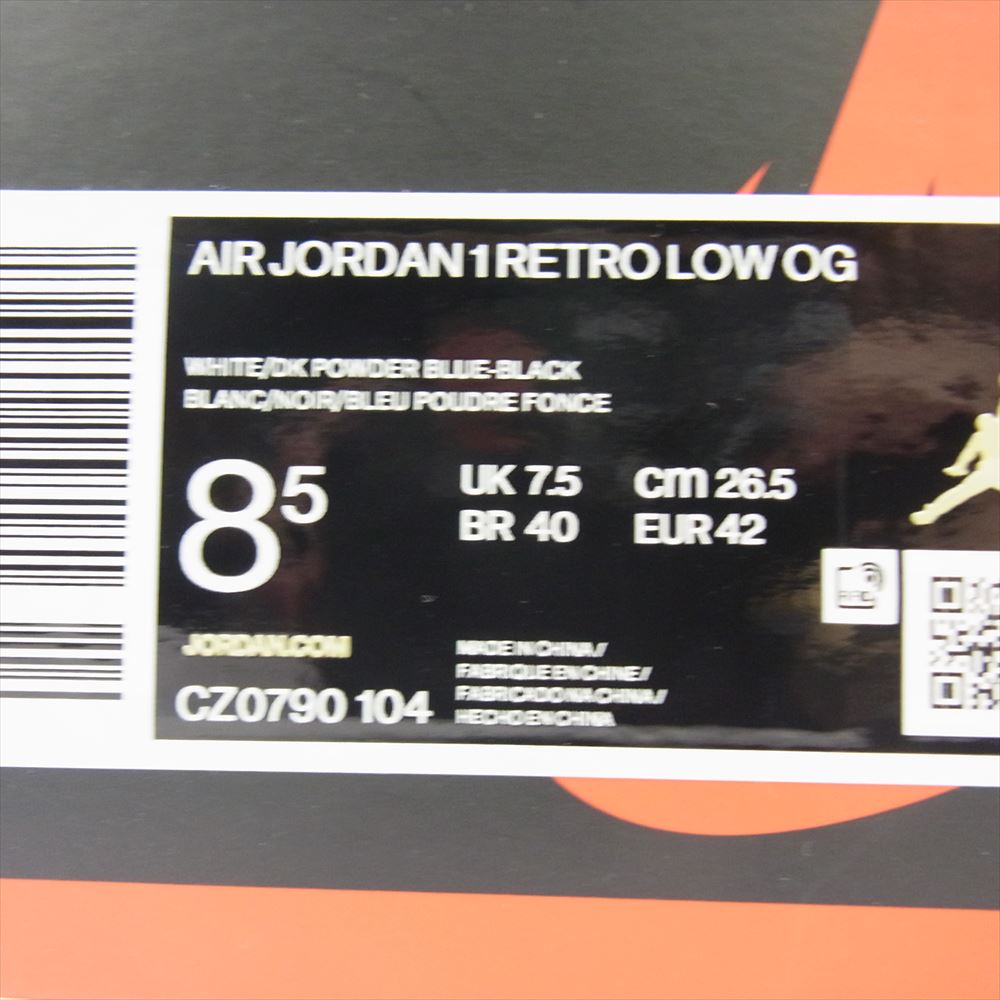 AIR JORDAN 1 RETRO LOW OG
WHITE/DK POWDER BLUE-BLACK
BLANC/NOIR/BLEU POUDRE FONCE
8 5
UK 7.5
cm 26.5
BR 40
EUR 42
JORDAN.COM
CZ0790 104
MADE IN CHINA/
FABRIQUE EN CHINE/
FABRICADO NA CHINA/
HECHO EN CHINA